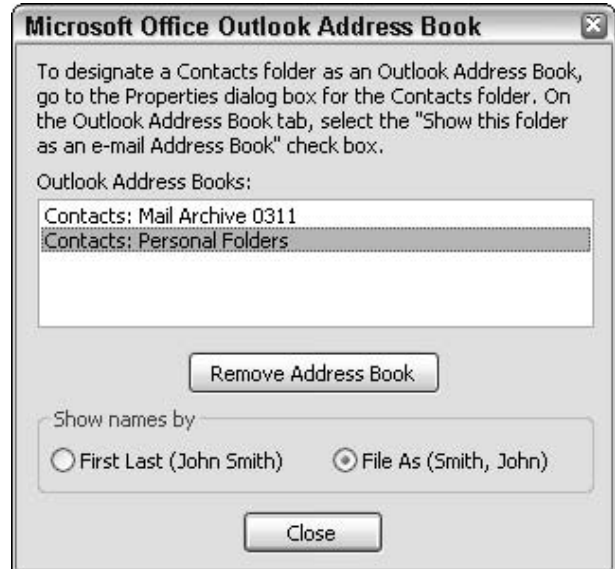 Microsoft Office Outlook Address Book
To designate a Contacts folder as an Outlook Address Book,
go to the Properties dialog box for the Contacts folder. On
the Outlook Address Book tab, select the "Show this folder
as an e-mail Address Book" check box.
Outlook Address Books:
Contacts: Mail Archive 0311
Contacts: Personal Folders
Remove Address Book
Show names by
First Last (John Smith)
File As (Smith, John)
Close